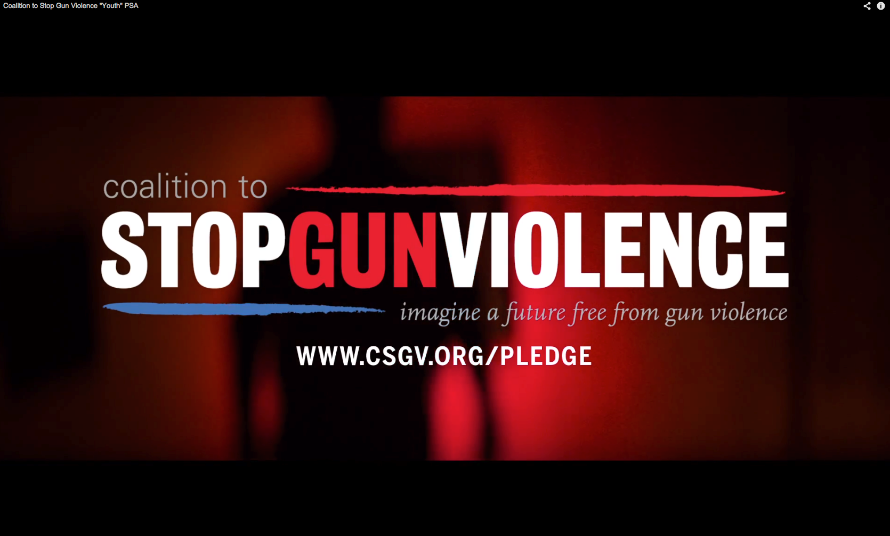 Coalition to Stop Gun Violence "Youth" PSA
coalition to
STOPGUNVIOLENCE
imagine a future free from gun violence
WWW.CSGV.ORG/PLEDGE